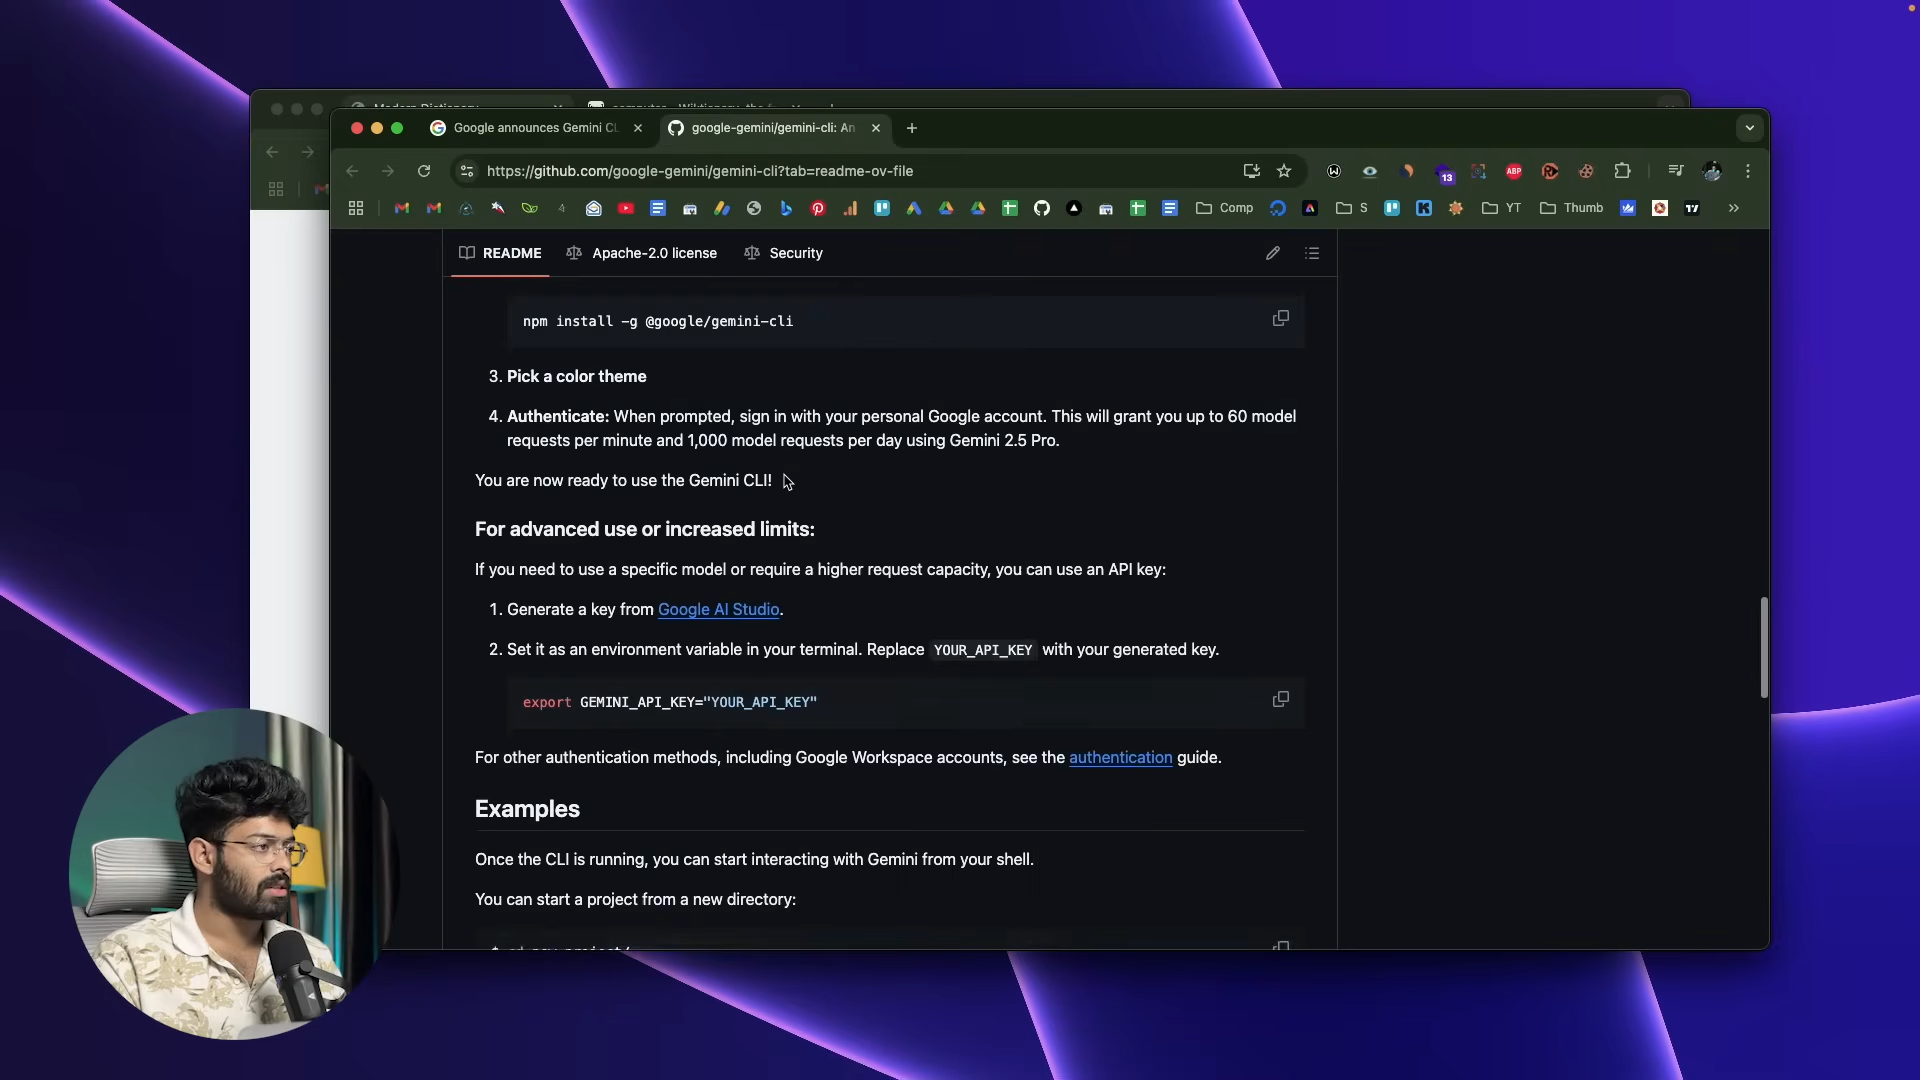 Modern Dictionary
computer - Wiktionary, the f
Google announces Gemini CL
google-gemini/gemini-cli: An
https://github.com/google-gemini/gemini-cli?tab=readme-ov-file
13
ABP
Comp
S
YT
Thumb
README
Apache-2.0 license
Security
npm install -g @google/gemini-cli
3. Pick a color theme
4. Authenticate: When prompted, sign in with your personal Google account. This will grant you up to 60 model
requests per minute and 1,000 model requests per day using Gemini 2.5 Pro.
You are now ready to use the Gemini CLI!
For advanced use or increased limits:
If you need to use a specific model or require a higher request capacity, you can use an API key:
1. Generate a key from Google AI Studio.
2. Set it as an environment variable in your terminal. Replace YOUR_API_KEY with your generated key.
export GEMINI_API_KEY="YOUR_API_KEY"
For other authentication methods, including Google Workspace accounts, see the authentication guide.
Examples
Once the CLI is running, you can start interacting with Gemini from your shell.
You can start a project from a new directory: